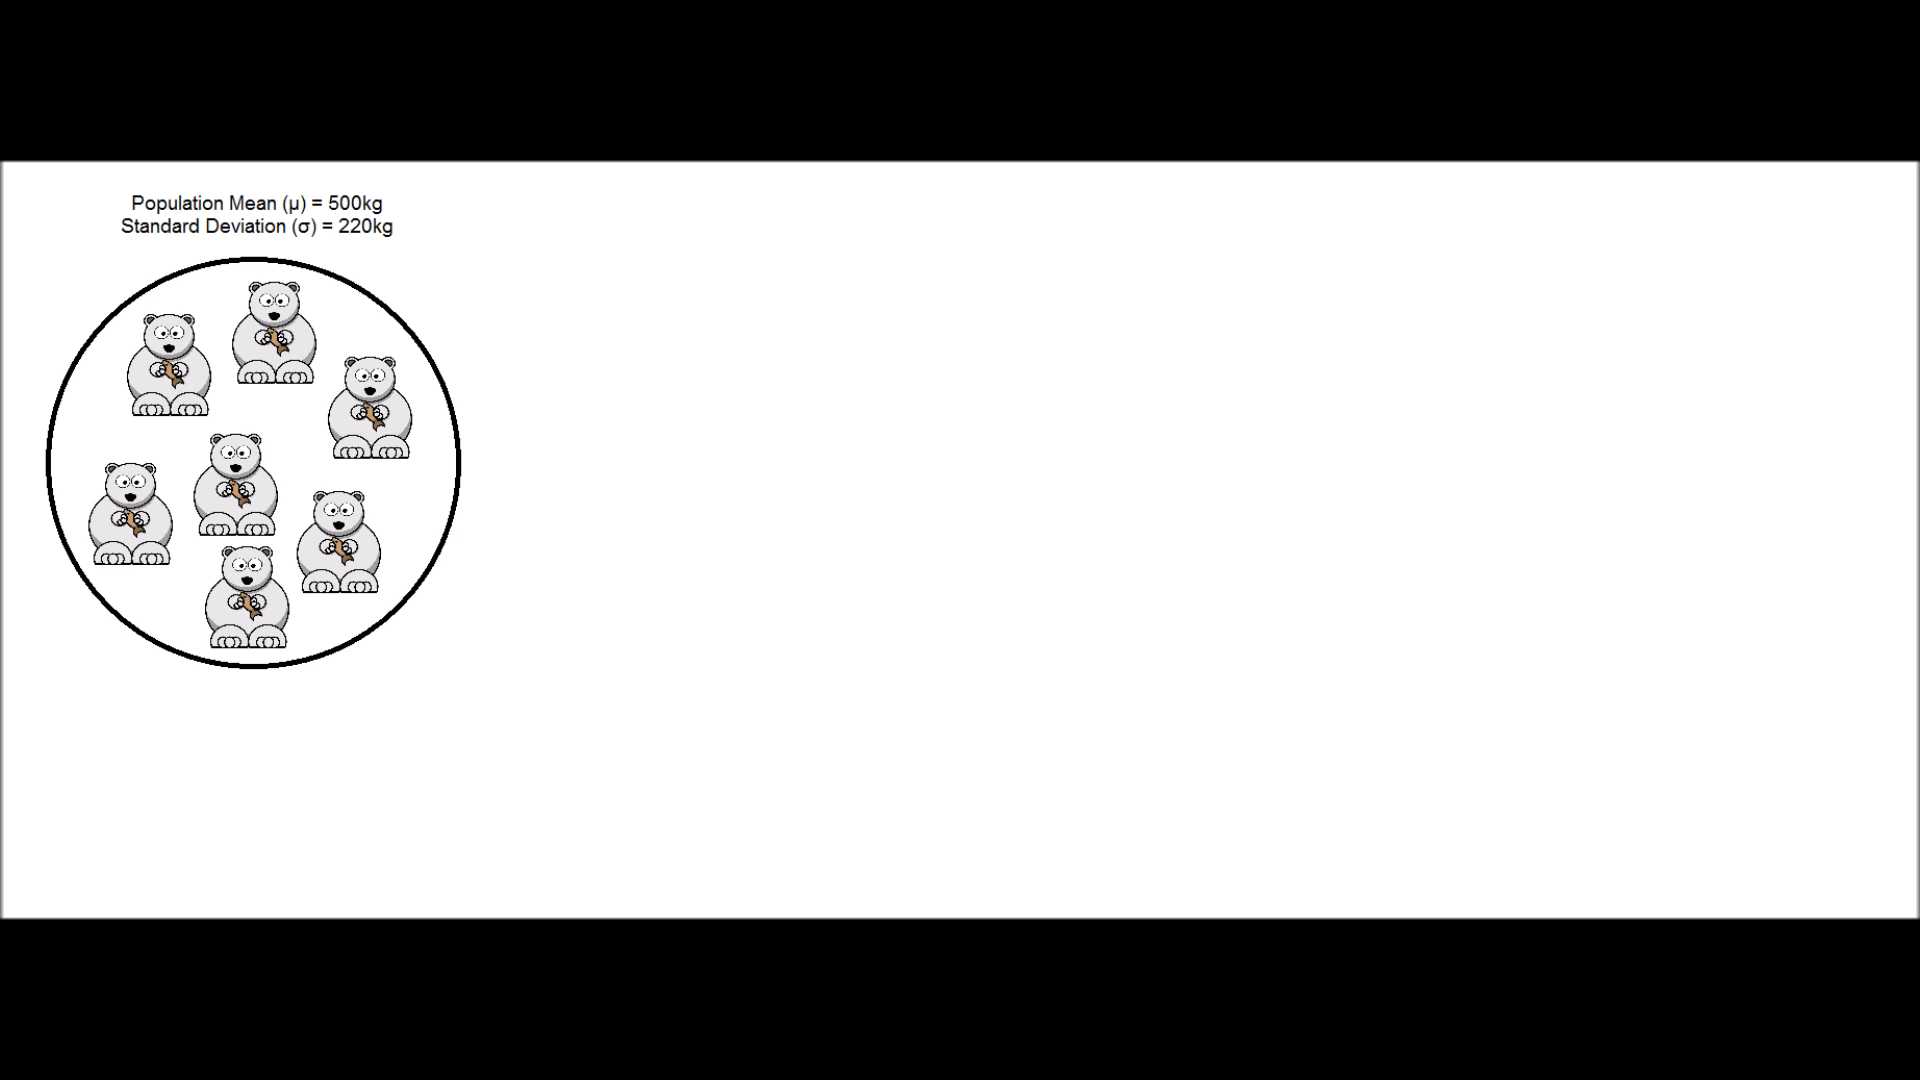 Population Mean (μ) = 500kg
Standard Deviation (σ) = 220kg